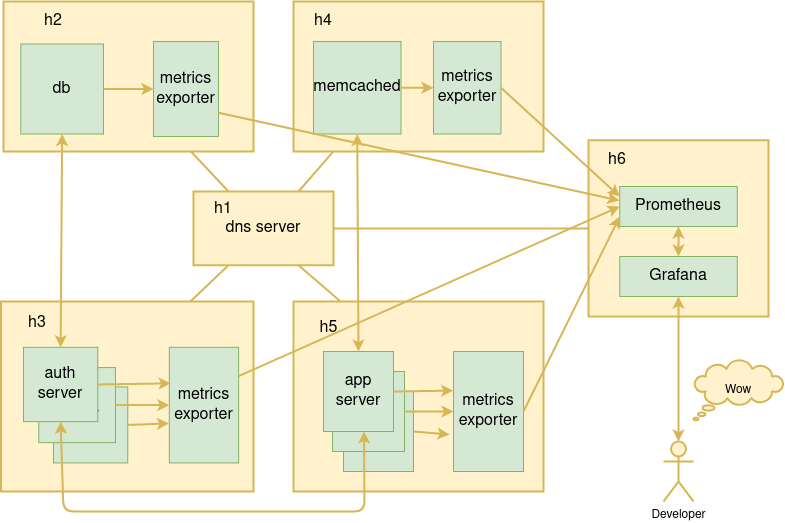 h2
db
metrics
exporter
h4
memcached
metrics
exporter
h6
Prometheus
Grafana
h1
dns server
h3
auth
server
metrics
exporter
h5
app
server
metrics
exporter
Wow
Developer